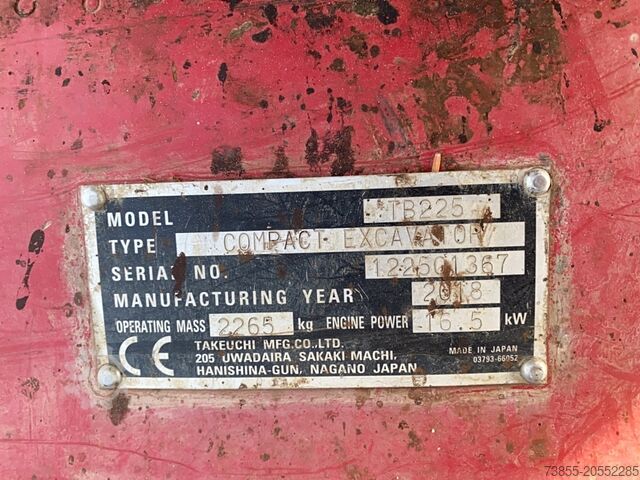 MODEL TB225
TYPE COMPACT EXCAVATOR
SERIAL NO. 122501367
MANUFACTURING YEAR 2018
OPERATING MASS 2265 kg ENGINE POWER 16.5 kW
CE TAKEUCHI MFG.CO.,LTD.
205 UWADAIRA SAKAKI MACHI,
HANISHINA-GUN, NAGANO JAPAN
MADE IN JAPAN
03793-66052
73855-20552285